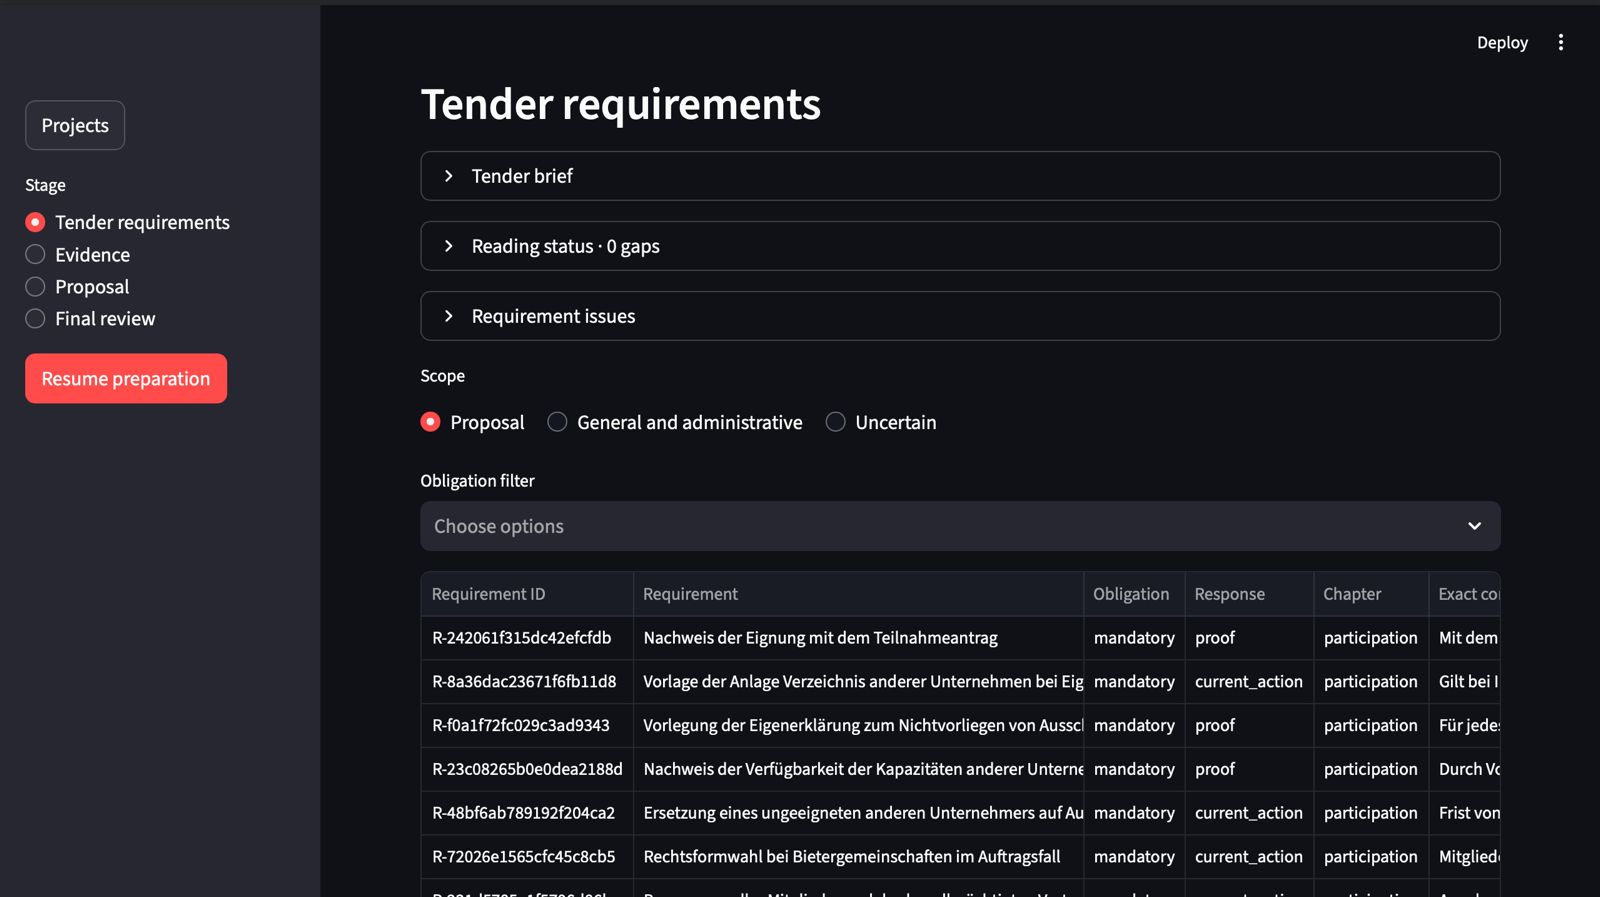 Deploy
Projects
Stage
Tender requirements
Evidence
Proposal
Final review
Resume preparation
Tender requirements
Tender brief
Reading status · 0 gaps
Requirement issues
Scope
Proposal General and administrative Uncertain
Obligation filter
Choose options
Requirement ID Requirement Obligation Response Chapter Exact
R-242061f315dc42efcfdb Nachweis der Eignung mit dem Teilnahmeantrag mandatory proof participation Mit dem
R-8a36dac23671f6fb11d8 Vorlage der Anlage Verzeichnis anderer Unternehmen bei mandatory current_action participation Gilt bei
R-f0a1f72fc029c3ad9343 Vorlegung der Eigenerklärung zum Nichtvorliegen von mandatory proof participation Für
R-23c08265b0e0dea2188d Nachweis der Verfügbarkeit der Kapazitäten anderer mandatory proof participation Durch
R-48bf6ab789192f204ca2 Ersetzung eines ungeeigneten anderen Unternehmers auf mandatory current_action participation Frist von
R-72026e1565cfc45c8cb5 Rechtsformwahl bei Bietergemeinschaften im Auftragsfall mandatory current_action participation